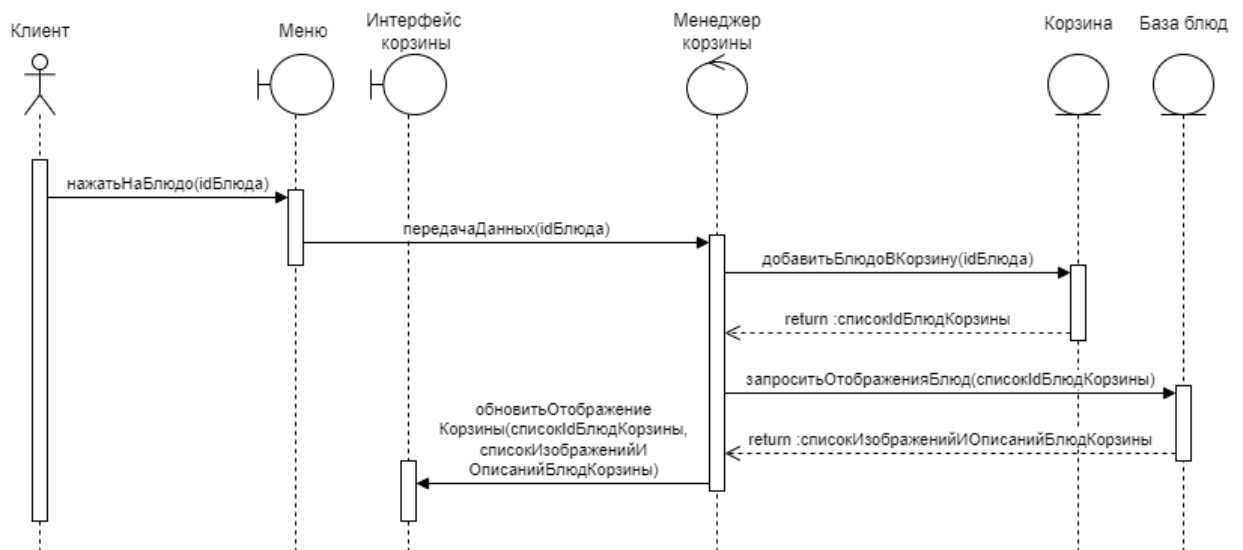 Клиент
Меню
Интерфейс
корзины
Менеджер
корзины
Корзина
База блюд
нажатьНаБлюдо(idБлюда)
передачаДанных(idБлюда)
добавитьБлюдоВКорзину(idБлюда)
return :списокIdБлюдКорзины
запроситьОтображенияБлюд(списокIdБлюдКорзины)
обновитьОтображение
Корзины(списокIdБлюдКорзины,
списокИзображенийИ
ОписанийБлюдКорзины)
return :списокИзображенийИОписанийБлюдКорзины